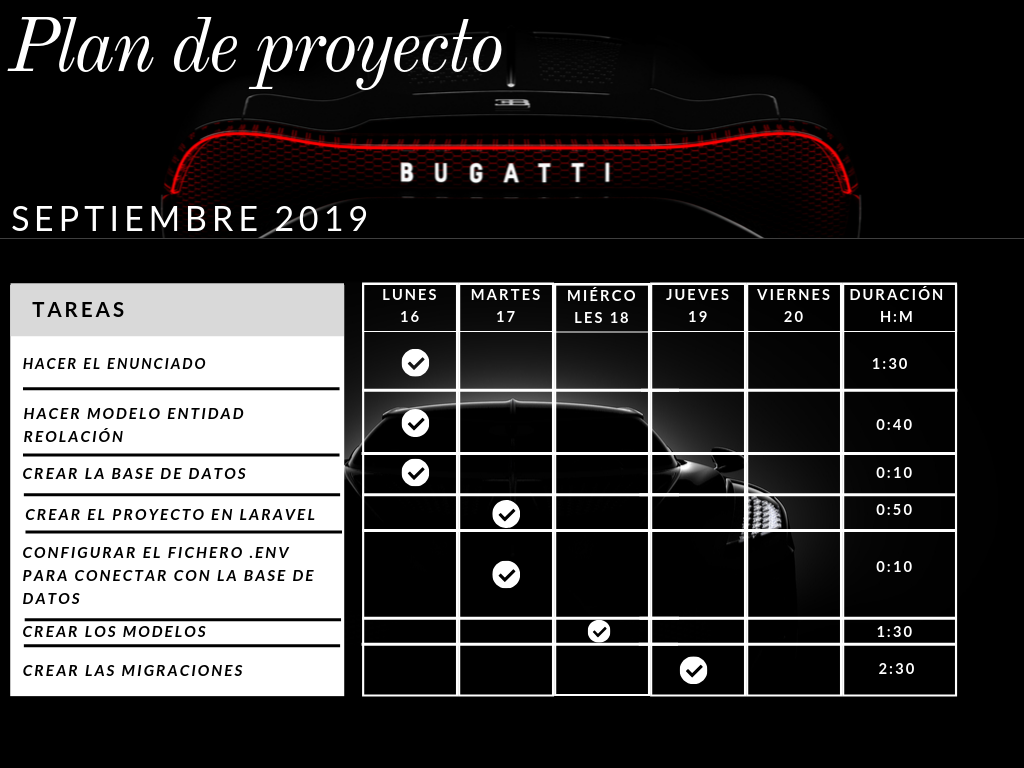 Plan de proyecto
BUGATTI
SEPTIEMBRE 2019
TAREAS
LUNES
16
MARTES
17
MIÉRCO
LES 18
JUEVES
19
VIERNES
20
DURACIÓN
H:M
HACER EL ENUNCIADO
1:30
HACER MODELO ENTIDAD
REOLACIÓN
0:40
CREAR LA BASE DE DATOS
0:10
CREAR EL PROYECTO EN LARAVEL
0:50
CONFIGURAR EL FICHERO .ENV
PARA CONECTAR CON LA BASE DE
DATOS
0:10
CREAR LOS MODELOS
1:30
CREAR LAS MIGRACIONES
2:30